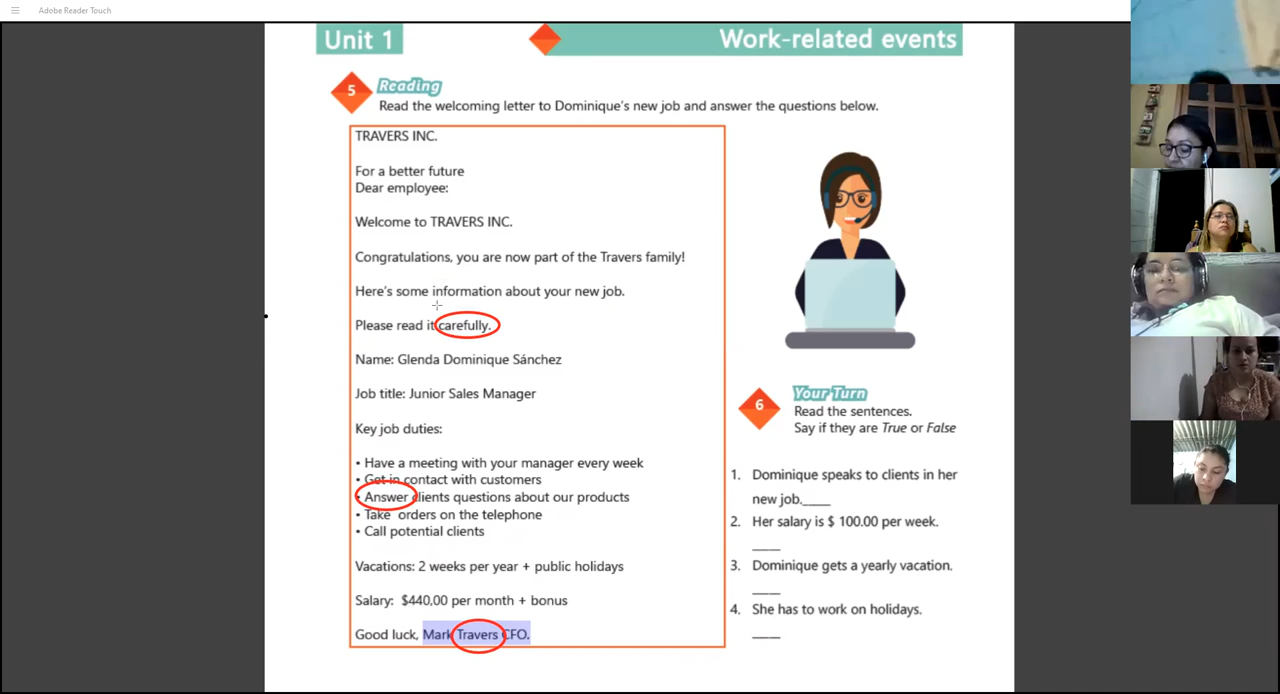 Adobe Reader Touch
Unit 1
Work-related events
5
Reading
Read the welcoming letter to Dominique's new job and answer the questions below.
TRAVERS INC.
For a better future
Dear employee:
Welcome to TRAVERS INC.
Congratulations, you are now part of the Travers family!
Here's some information about your new job.
Please read it carefully.
Name: Glenda Dominique Sánchez
Job title: Junior Sales Manager
Key job duties:
• Have a meeting with your manager every week
• Get in contact with customers
• Answer clients questions about our products
• Take orders on the telephone
• Call potential clients
Vacations: 2 weeks per year + public holidays
Salary: $440,00 per month + bonus
Good luck, Mark Travers CFO.
6
Your Turn
Read the sentences.
Say if they are True or False
1. Dominique speaks to clients in her
new job.____
2. Her salary is $ 100.00 per week.
____
3. Dominique gets a yearly vacation.
____
4. She has to work on holidays.
____